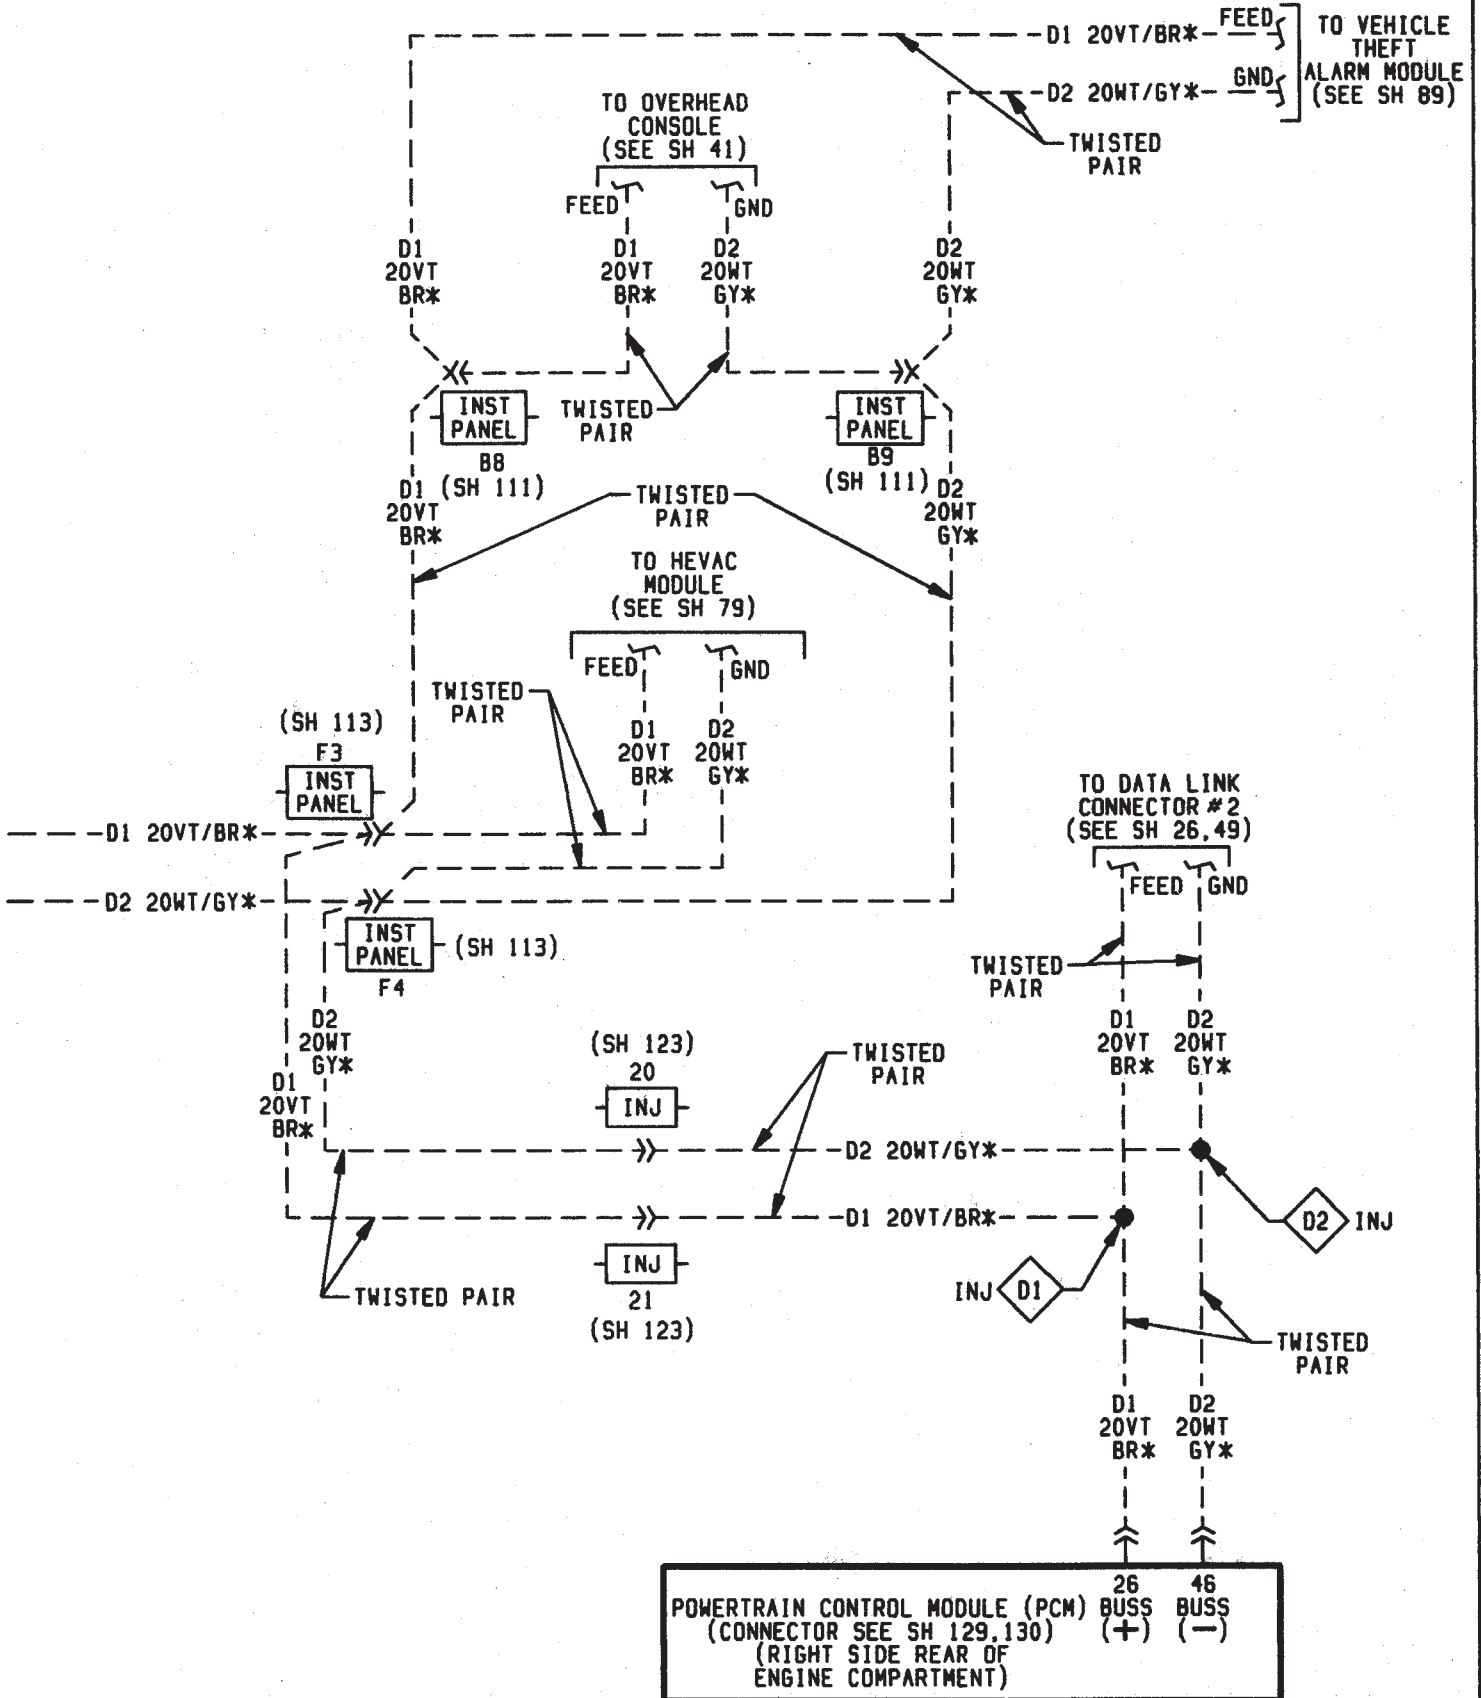 D1 20VT/BR* FEED
TO VEHICLE
THEFT
ALARM MODULE
(SEE SH 89)
D2 20WT/GY* GND
TWISTED
PAIR
TO OVERHEAD
CONSOLE
(SEE SH 41)
FEED
GND
D1
20VT
BR*
D1
20VT
BR*
D2
20WT
GY*
D2
20WT
GY*
INST
PANEL
B8
(SH 111)
TWISTED
PAIR
INST
PANEL
B9
(SH 111)
D1
20VT
BR*
TWISTED
PAIR
D2
20WT
GY*
TO HEVAC
MODULE
(SEE SH 79)
FEED
GND
TWISTED
PAIR
D1
20VT
BR*
D2
20WT
GY*
(SH 113)
F3
INST
PANEL
D1 20VT/BR*
D2 20WT/GY*
INST
PANEL
(SH 113)
F4
TO DATA LINK
CONNECTOR #2
(SEE SH 26,49)
FEED
GND
TWISTED
PAIR
D1
20VT
BR*
D2
20WT
GY*
D2
20WT
GY*
D1
20VT
BR*
(SH 123)
20
INJ
TWISTED
PAIR
D2 20WT/GY*
D1 20VT/BR*
D2 INJ
INJ D1
INJ
21
(SH 123)
TWISTED PAIR
TWISTED
PAIR
D1
20VT
BR*
D2
20WT
GY*
26
BUSS
(+)
46
BUSS
(-)
POWERTRAIN CONTROL MODULE (PCM)
(CONNECTOR SEE SH 129,130)
(RIGHT SIDE REAR OF
ENGINE COMPARTMENT)